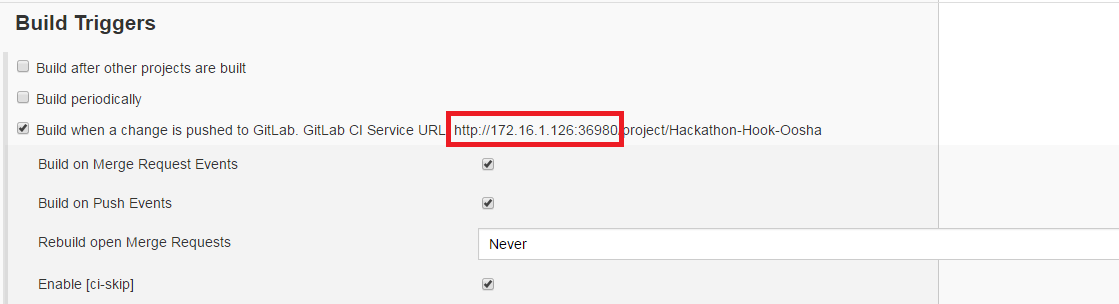 Build Triggers
Build after other projects are built
Build periodically
Build when a change is pushed to GitLab. GitLab CI Service URL: http://172.16.1.126:36980/project/Hackathon-Hook-Oosha
Build on Merge Request Events
Build on Push Events
Rebuild open Merge Requests
Never
Enable [ci-skip]